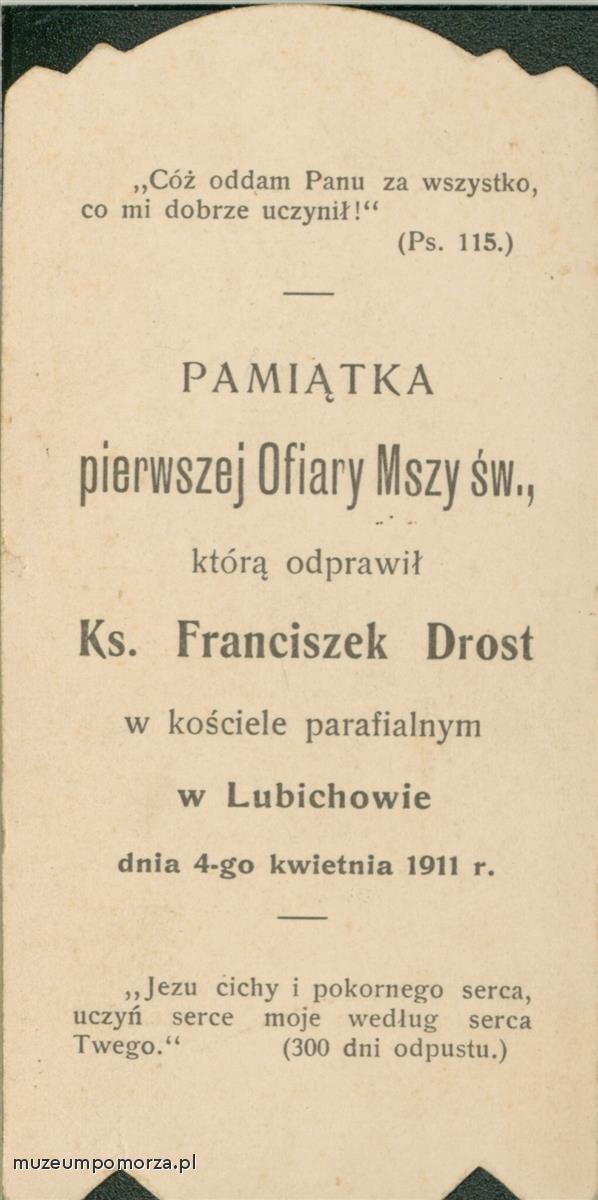 „Cóż oddam Panu za wszystko,
co mi dobrze uczynił!“
(Ps. 115.)
PAMIĄTKA
pierwszej Ofiary Mszy św.,
którą odprawił
Ks. Franciszek Drost
w kościele parafialnym
w Lubichowie
dnia 4-go kwietnia 1911 r.
„Jezu cichy i pokornego serca,
uczyń serce moje według serca
Twego.“ (300 dni odpustu.)
muzeumpomorza.pl